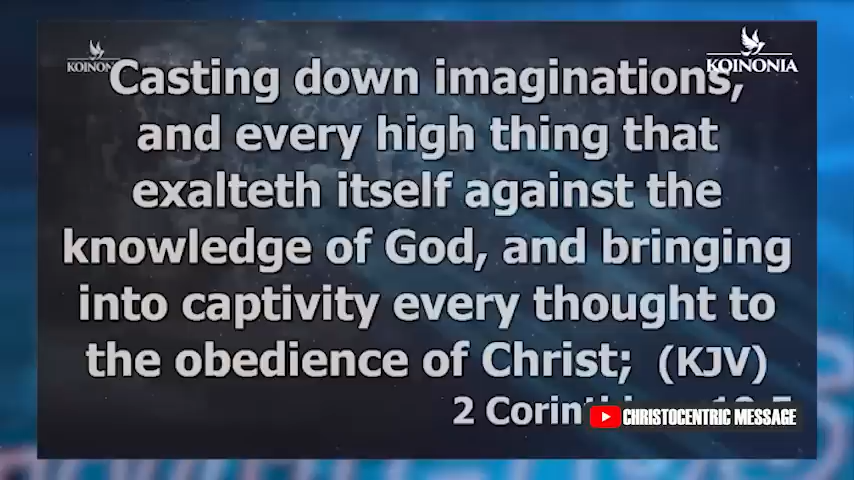 KOINONIA
KOINONIA
Casting down imaginations,
and every high thing that
exalteth itself against the
knowledge of God, and bringing
into captivity every thought to
the obedience of Christ; (KJV)
2
CHRISTOCENTRIC MESSAGE